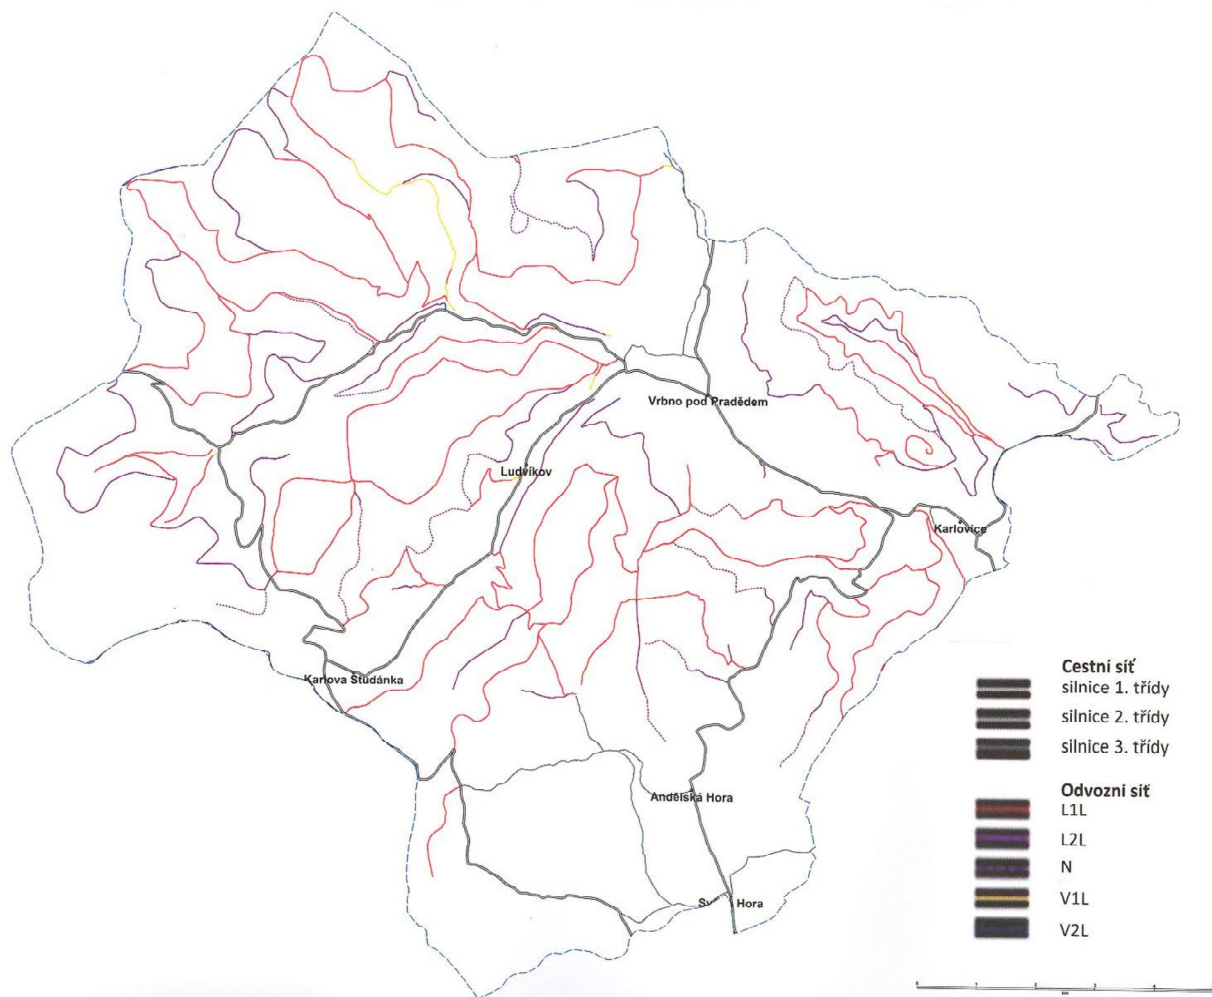 Vrbno pod Pradědem
Ludvíkov
Karlovice
Karlova Studánka
Andělská Hora
Hora
Cestní síť
silnice 1. třídy
silnice 2. třídy
silnice 3. třídy
Odvozní síť
L1L
L2L
N
V1L
V2L